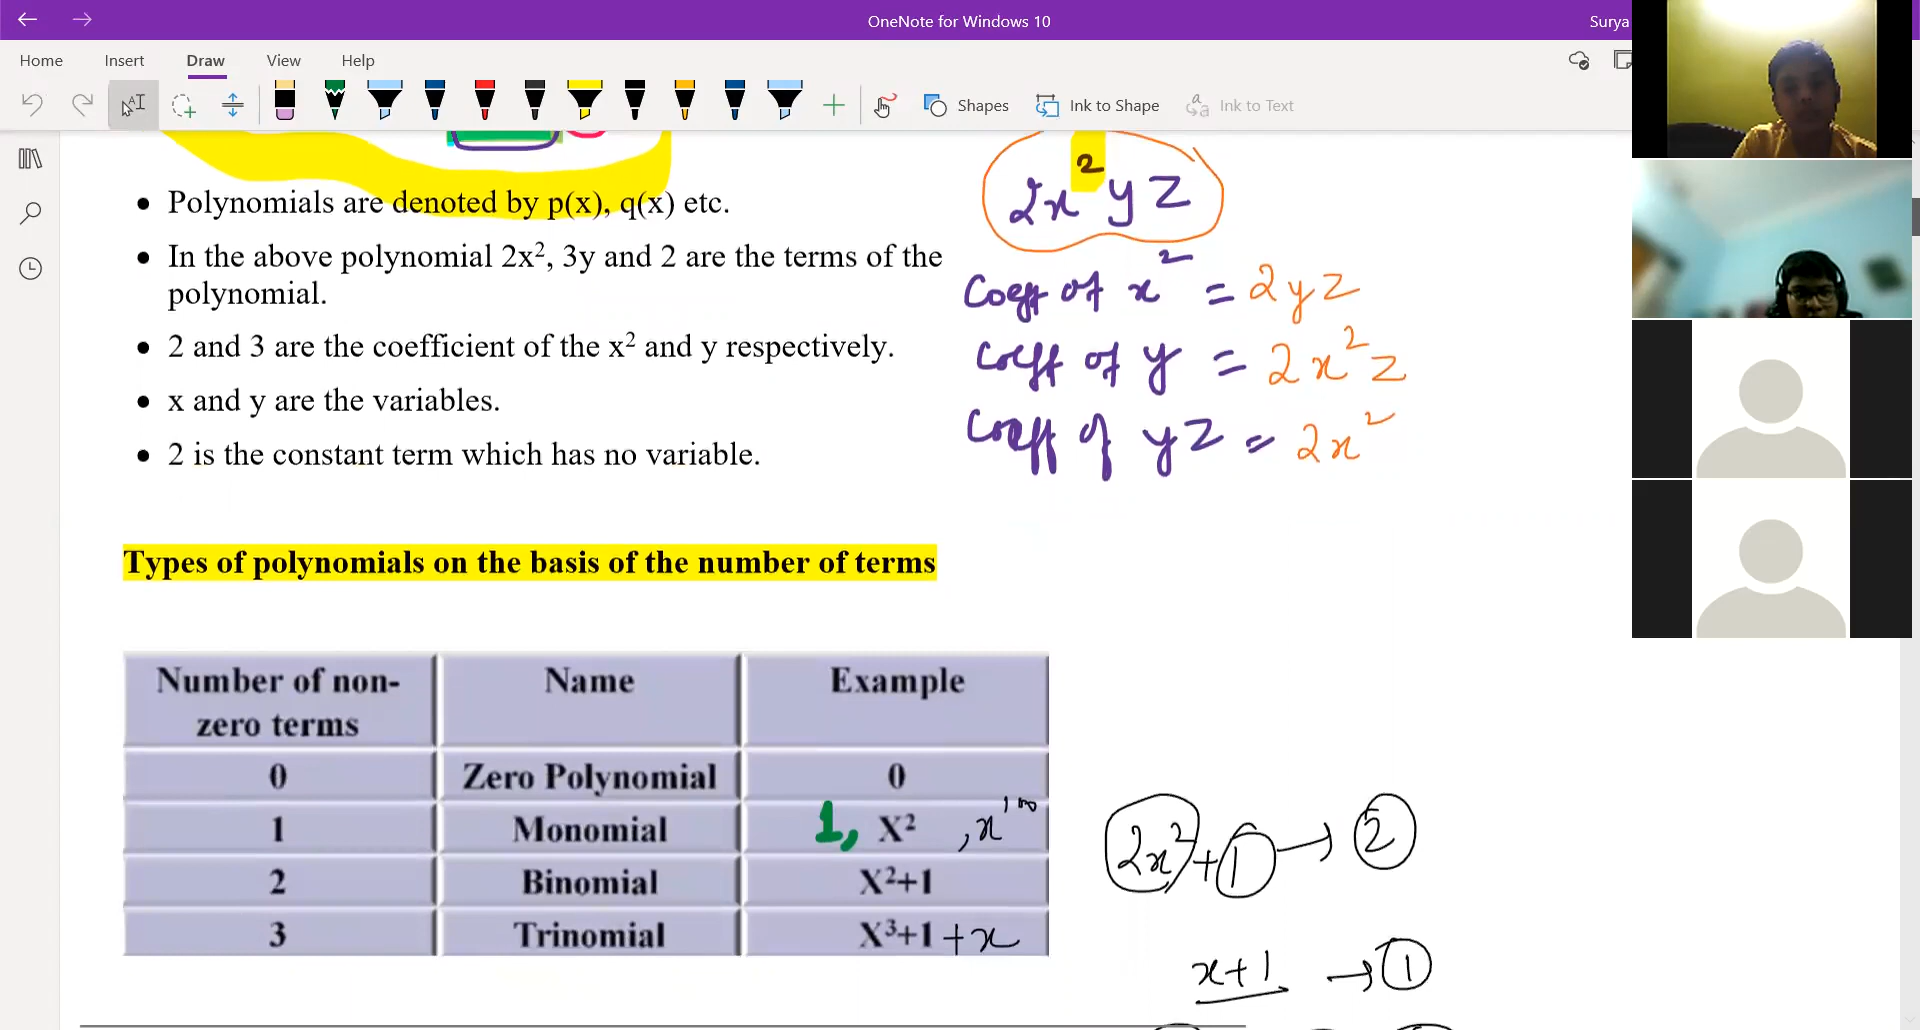 OneNote for Windows 10
Surya
Home Insert Draw View Help
Shapes Ink to Shape Ink to Text
• Polynomials are denoted by p(x), q(x) etc.
• In the above polynomial 2x², 3y and 2 are the terms of the
polynomial.
• 2 and 3 are the coefficient of the x² and y respectively.
• x and y are the variables.
• 2 is the constant term which has no variable.
2x²yz
Coeff of x² = 2yz
Coeff of y = 2x²z
Coeff of yz = 2x²
Types of polynomials on the basis of the number of terms
Number of non-zero terms Name Example
0 Zero Polynomial 0
1 Monomial 1, X² , x¹⁰⁰
2 Binomial X²+1
3 Trinomial X³+1 + x
2x² + 1 → 2
x+1 → 1